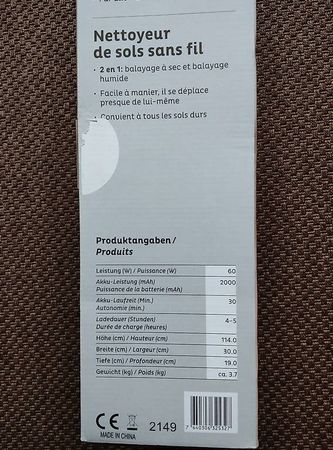 Nettoyeur
de sols sans fil
• 2 en 1: balayage à sec et balayage
humide
• Facile à manier, il se déplace
presque de lui-même
• Convient à tous les sols durs
Produktangaben/
Produits
Leistung (W) / Puissance (W) 60
Akku-Leistung (mAh) 2000
Puissance de la batterie (mAh)
Akku-Laufzeit (Min.) 30
Autonomie (min.)
Ladedauer (Stunden) 4-5
Durée de charge (heures)
Höhe (cm) / Hauteur (cm) 114.0
Breite (cm) / Largeur (cm) 30.0
Tiefe (cm) / Profondeur (cm) 19.0
Gewicht (kg) / Poids (kg) ca. 3.7
CE
MADE IN CHINA
2149
7 640306 325327